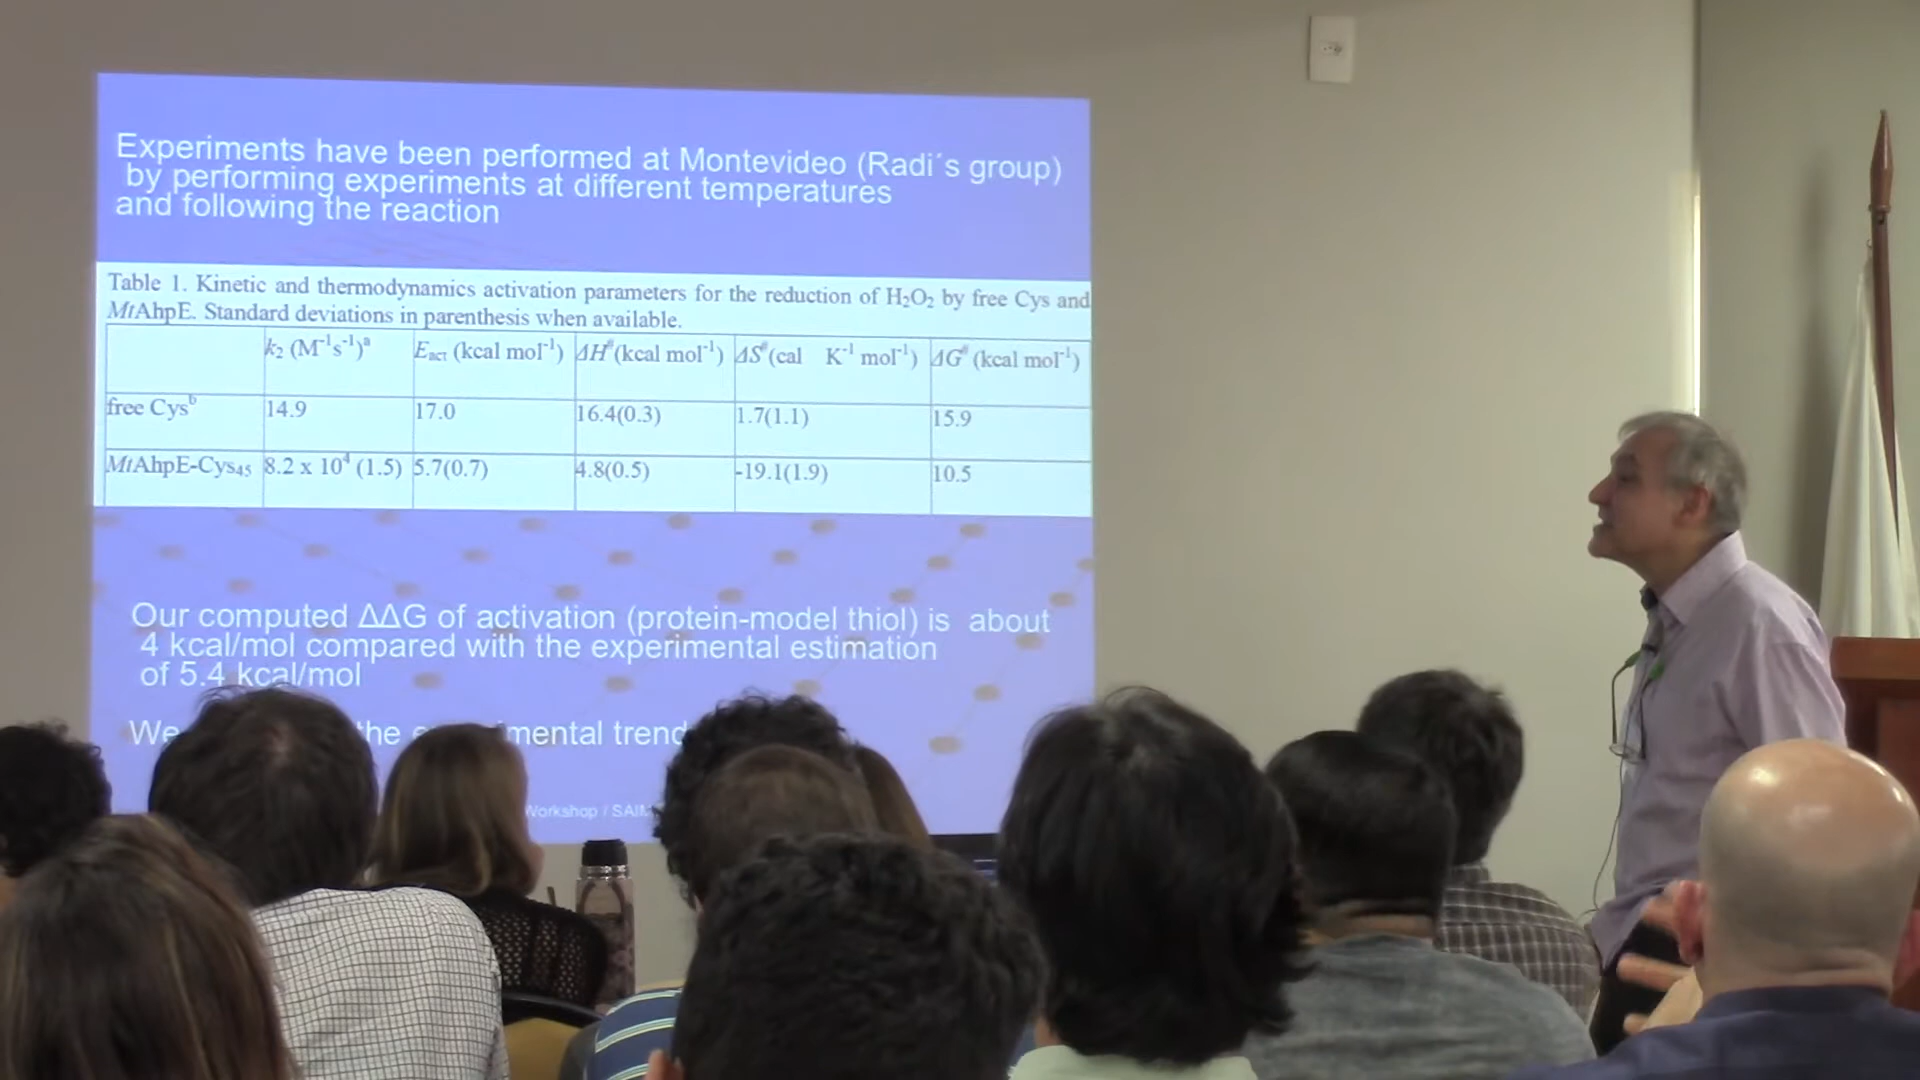 Experiments have been performed at Montevideo (Radi´s group)
by performing experiments at different temperatures
and following the reaction
Table 1. Kinetic and thermodynamics activation parameters for the reduction of H₂O₂ by free Cys and
MtAhpE. Standard deviations in parenthesis when available.
k₂ (M⁻¹s⁻¹)ᵃ Eact (kcal mol⁻¹) ΔH# (kcal mol⁻¹) ΔS# (cal K⁻¹ mol⁻¹) ΔG# (kcal mol⁻¹)
free Cysᵇ 14.9 17.0 16.4(0.3) 1.7(1.1) 15.9
MtAhpE-Cys₄₅ 8.2 x 10⁴ (1.5) 5.7(0.7) 4.8(0.5) -19.1(1.9) 10.5
Our computed ΔΔG of activation (protein-model thiol) is about
4 kcal/mol compared with the experimental estimation
of 5.4 kcal/mol
We the mental trend
Workshop / SAIM